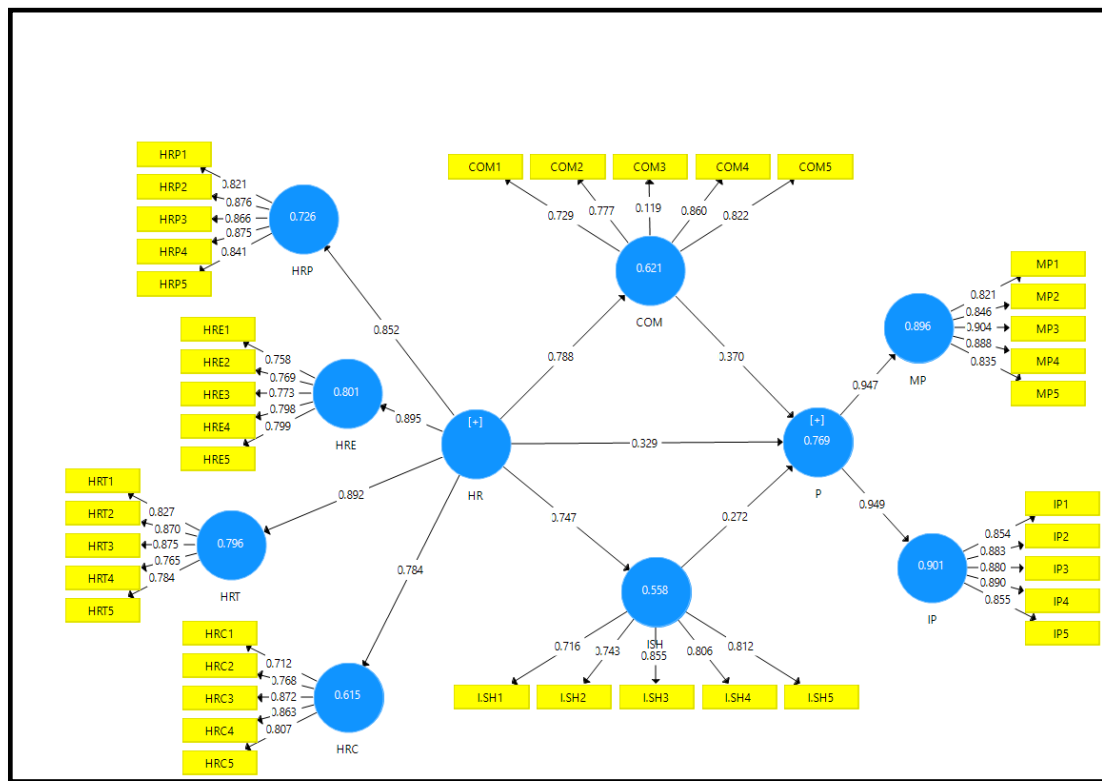 HRP1
HRP2
HRP3
HRP4
HRP5
0.821
0.876
0.866
0.875
0.841
0.726
HRP
HRE1
HRE2
HRE3
HRE4
HRE5
0.758
0.769
0.773
0.798
0.799
0.801
HRE
HRT1
HRT2
HRT3
HRT4
HRT5
0.827
0.870
0.875
0.765
0.784
0.796
HRT
HRC1
HRC2
HRC3
HRC4
HRC5
0.712
0.768
0.872
0.863
0.807
0.615
HRC
0.852
0.895
0.892
0.784
[+]
HR
0.788
0.329
0.747
COM1
COM2
COM3
COM4
COM5
0.729
0.777
0.119
0.860
0.822
0.621
COM
0.370
0.272
0.558
ISH
0.716
0.743
0.855
0.806
0.812
I.SH1
I.SH2
I.SH3
I.SH4
I.SH5
[+]
0.769
P
0.947
0.949
0.896
MP
0.821
0.846
0.904
0.888
0.835
MP1
MP2
MP3
MP4
MP5
0.901
IP
0.854
0.883
0.880
0.890
0.855
IP1
IP2
IP3
IP4
IP5